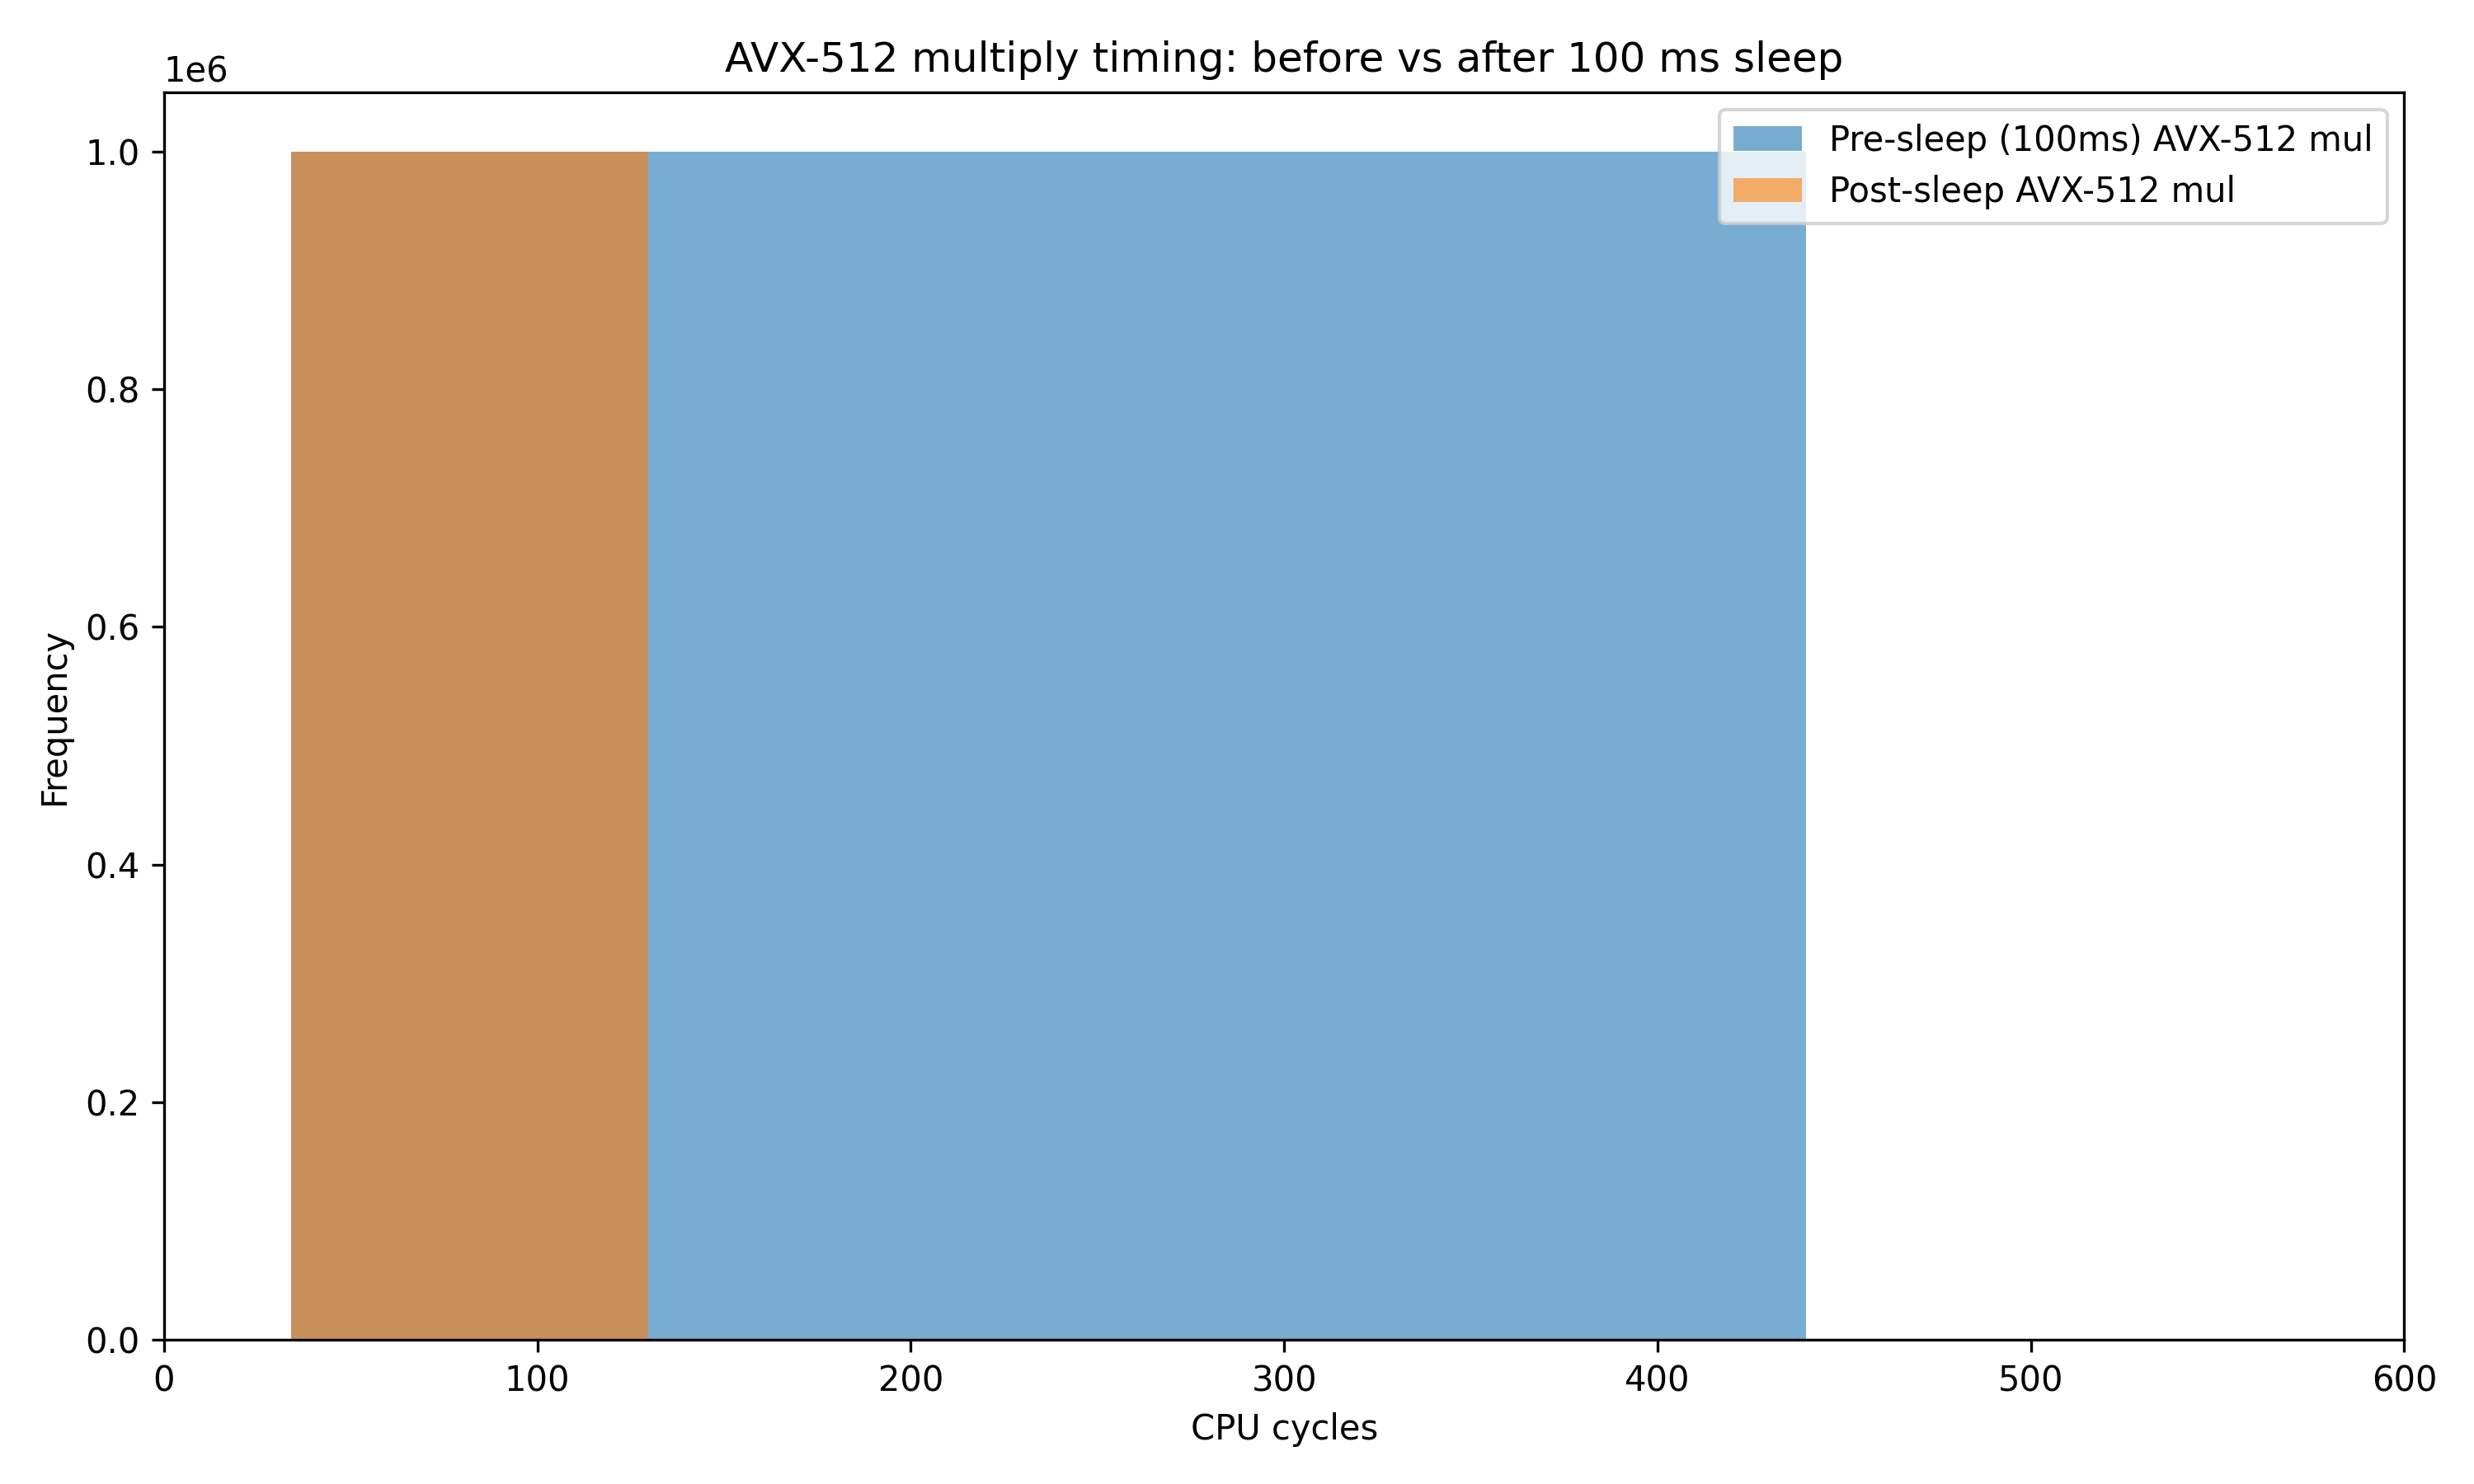 AVX-512 multiply timing: before vs after 100 ms sleep
1e6
Pre-sleep (100ms) AVX-512 mul
Post-sleep AVX-512 mul
1.0
0.8
0.6
0.4
0.2
0.0
Frequency
0 100 200 300 400 500 600
CPU cycles